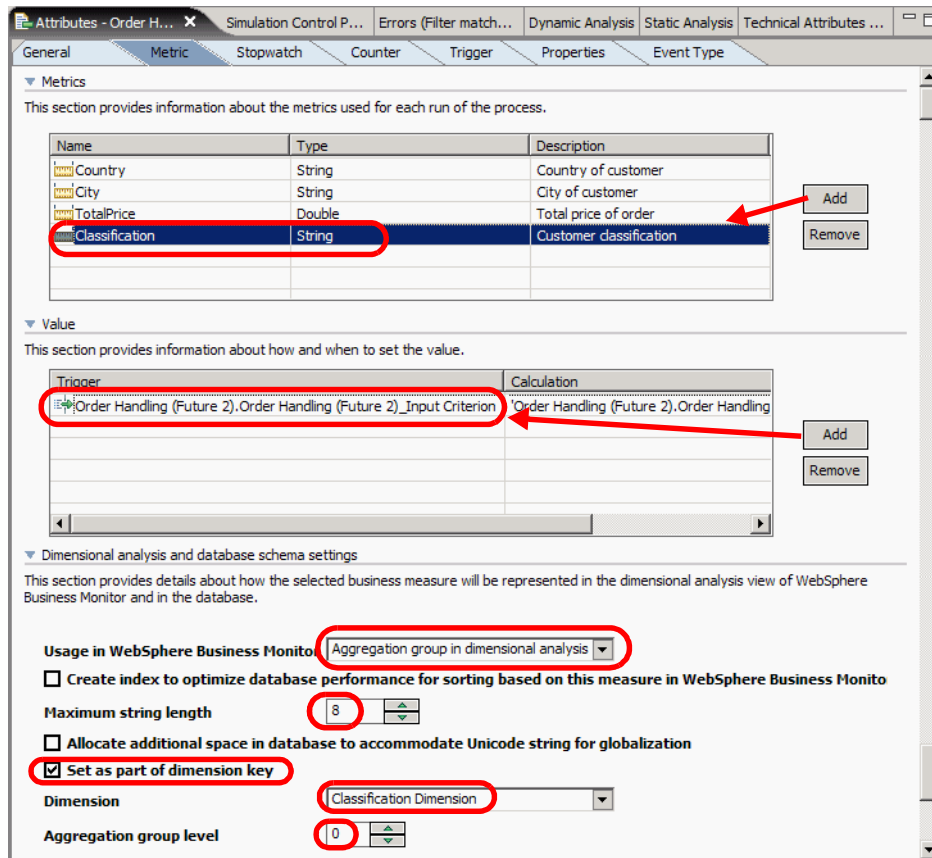 Attributes - Order H... Simulation Control P... Errors (Filter match... Dynamic Analysis Static Analysis Technical Attributes ...
General Metric Stopwatch Counter Trigger Properties Event Type
Metrics
This section provides information about the metrics used for each run of the process.
Name Type Description
Country String Country of customer
City String City of customer
TotalPrice Double Total price of order
Add
Classification String Customer classification
Remove
Value
This section provides information about how and when to set the value.
Trigger Calculation
Order Handling (Future 2).Order Handling (Future 2)_Input Criterion 'Order Handling (Future 2).Order Handling
Add
Remove
Dimensional analysis and database schema settings
This section provides details about how the selected business measure will be represented in the dimensional analysis view of WebSphere
Business Monitor and in the database.
Usage in WebSphere Business Monito Aggregation group in dimensional analysis
Create index to optimize database performance for sorting based on this measure in WebSphere Business Monito
Maximum string length 8
Allocate additional space in database to accommodate Unicode string for globalization
Set as part of dimension key
Dimension Classification Dimension
Aggregation group level 0